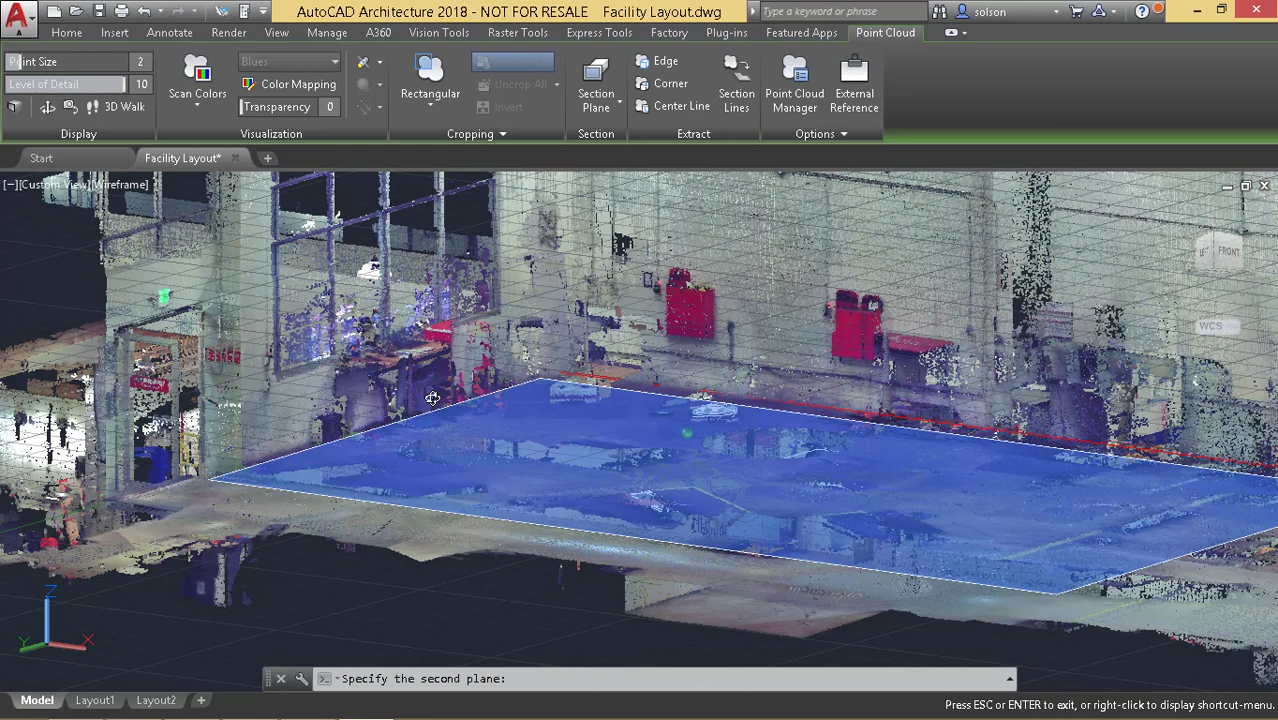 AutoCAD Architecture 2018 - NOT FOR RESALE Facility Layout.dwg
Type a keyword or phrase
solson
Home Insert Annotate Render View Manage A360 Vision Tools Raster Tools Express Tools Factory Plug-ins Featured Apps Point Cloud
Point Size 2
Level of Detail 10
3D Walk
Display
Scan Colors
Blues
Color Mapping
Transparency 0
Visualization
Rectangular
Uncrop All
Invert
Cropping
Section
Plane
Section
Edge
Corner
Center Line
Section
Lines
Extract
Point Cloud
Manager
External
Reference
Options
Start Facility Layout*
[−][Custom View][Wireframe]
FRONT
WCS
Z
Y
X
Specify the second plane:
Model Layout1 Layout2
Press ESC or ENTER to exit, or right-click to display shortcut-menu.